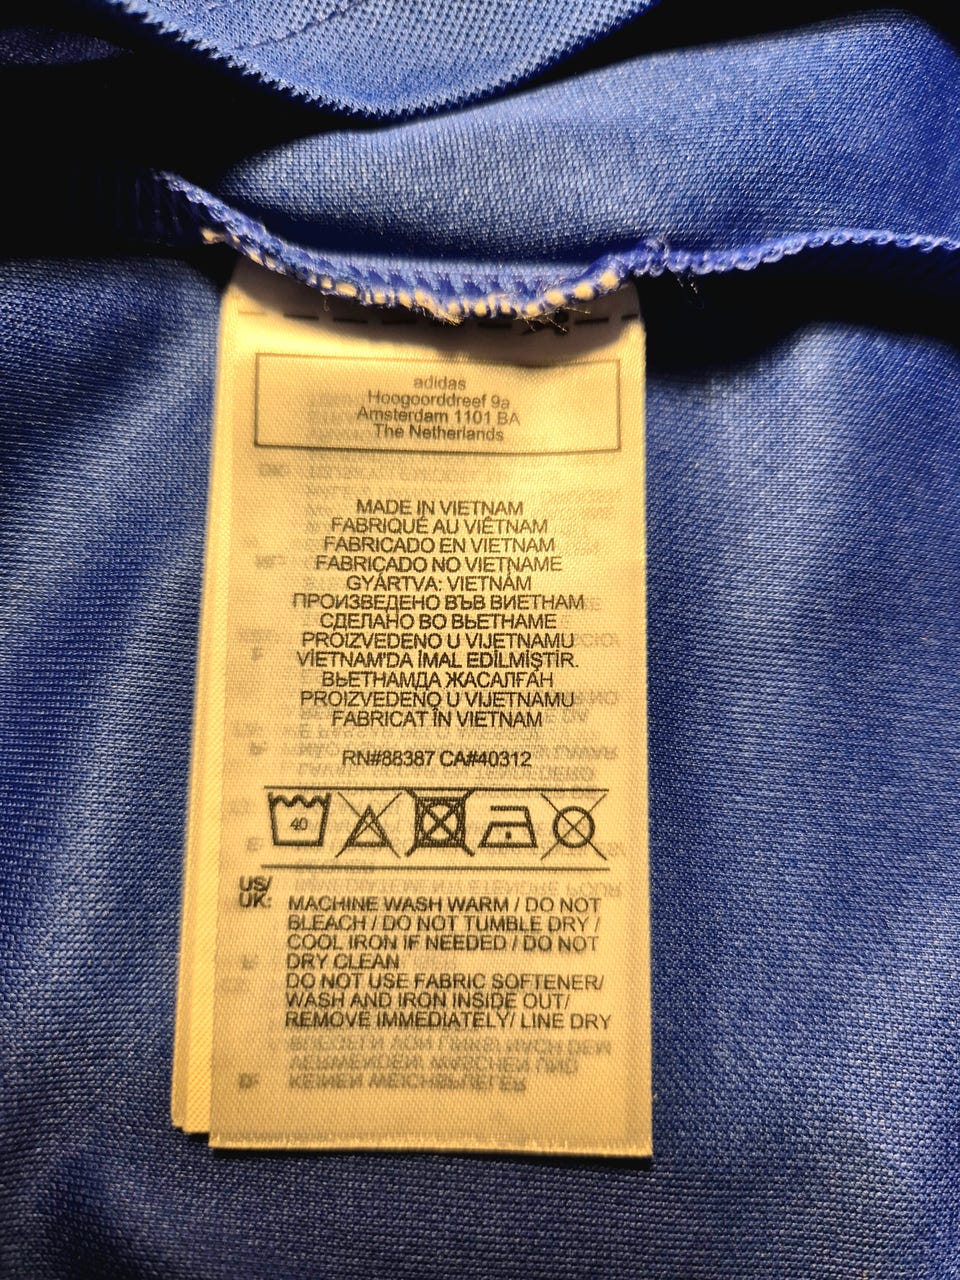 adidas
Hoogoorddreef 9a
Amsterdam 1101 BA
The Netherlands
MADE IN VIETNAM
FABRIQUÉ AU VIÊTNAM
FABRICADO EN VIETNAM
FABRICADO NO VIETNAME
GYÁRTVA: VIETNÁM
ПРОИЗВЕДЕНО ВЪВ ВИЕТНАМ
СДЕЛАНО ВО ВЬЕТНАМЕ
PROIZVEDENO U VIJETNAMU
VİETNAM'DA İMAL EDİLMİŞTİR.
ВЬЕТНАМДА ЖАСАЛҒАН
PROIZVEDENO U VIJETNAMU
FABRICAT ÎN VIETNAM
RN#88387 CA#40312
40
US/
UK: MACHINE WASH WARM / DO NOT
BLEACH / DO NOT TUMBLE DRY /
COOL IRON IF NEEDED / DO NOT
DRY CLEAN
DO NOT USE FABRIC SOFTENER/
WASH AND IRON INSIDE OUT/
REMOVE IMMEDIATELY/ LINE DRY